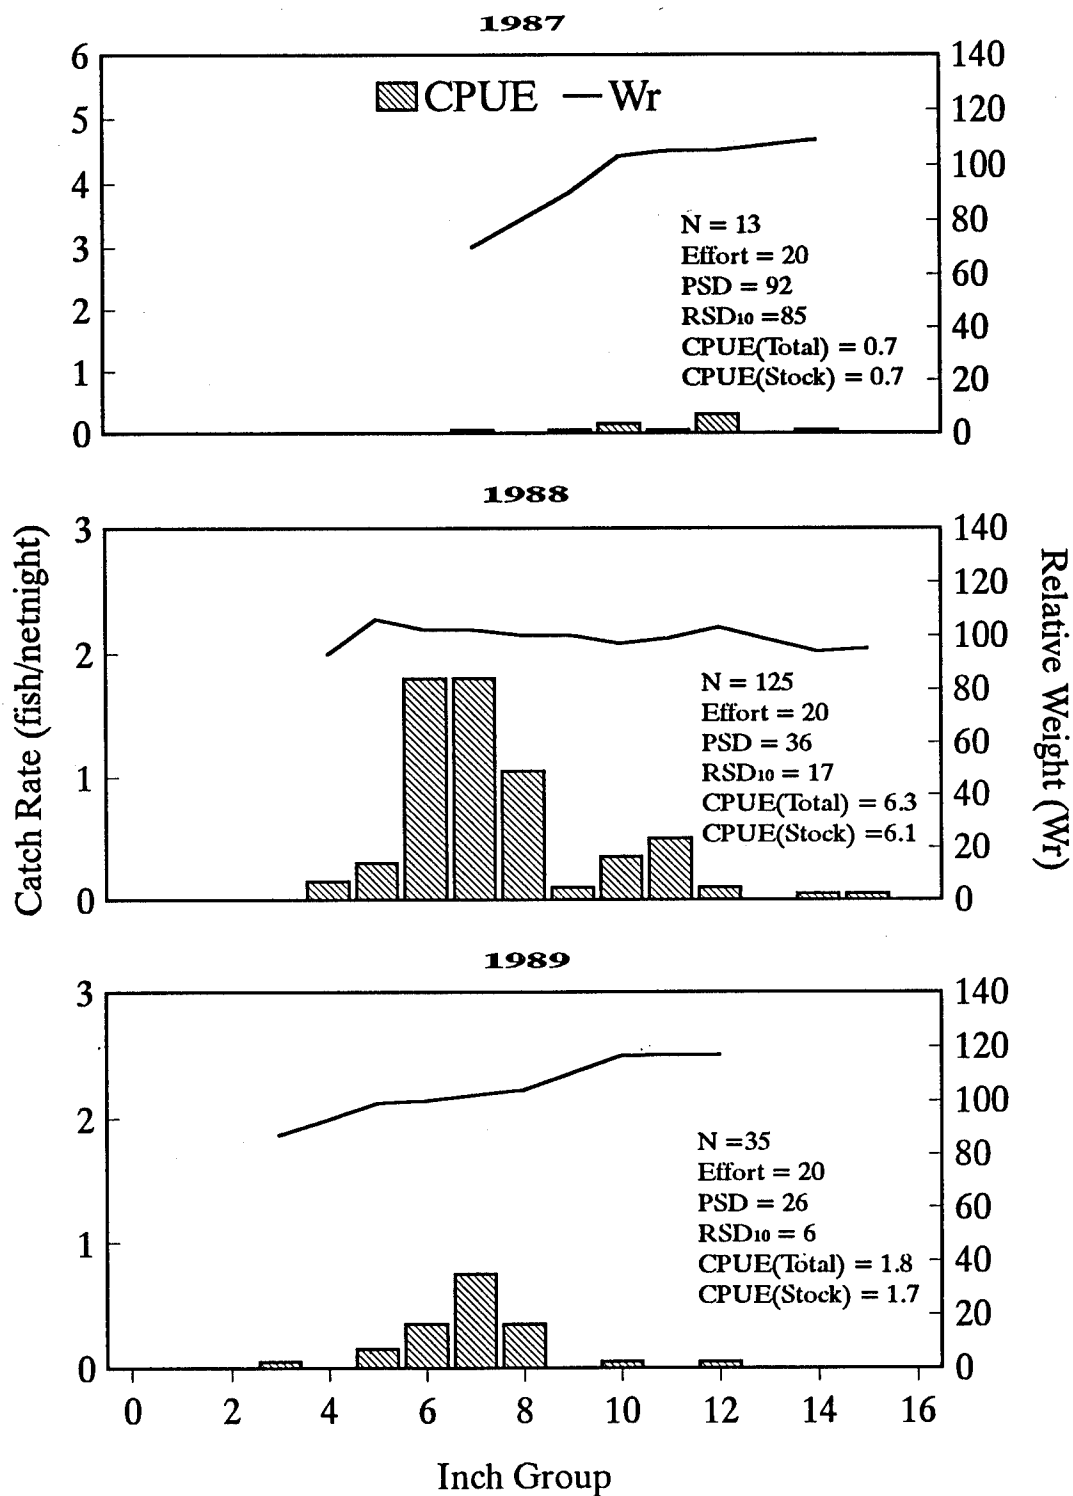 1987
6
5
4
3
2
1
0
CPUE Wr
N = 13
Effort = 20
PSD = 92
RSD10 =85
CPUE(Total) = 0.7
CPUE(Stock) = 0.7
140
120
100
80
60
40
20
0
1988
Catch Rate (fish/netnight)
3
2
1
0
N = 125
Effort = 20
PSD = 36
RSD10 = 17
CPUE(Total) = 6.3
CPUE(Stock) =6.1
140
120
100
80
60
40
20
0
Relative Weight (Wr)
1989
3
2
1
0
N =35
Effort = 20
PSD = 26
RSD10 = 6
CPUE(Total) = 1.8
CPUE(Stock) = 1.7
140
120
100
80
60
40
20
0
0 2 4 6 8 10 12 14 16
Inch Group